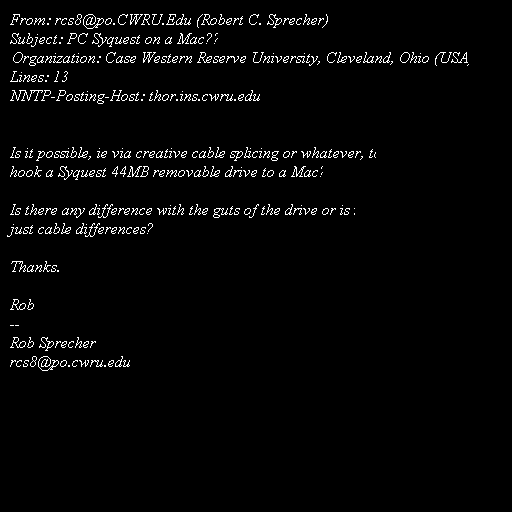 From: rcs8@po.CWRU.Edu (Robert C. Sprecher)
Subject: PC Syquest on a Mac??
Organization: Case Western Reserve University, Cleveland, Ohio (USA
Lines: 13
NNTP-Posting-Host: thor.ins.cwru.edu
Is it possible, ie via creative cable splicing or whatever, to
hook a Syquest 44MB removable drive to a Mac?
Is there any difference with the guts of the drive or is
just cable differences?
Thanks.
Rob
--
Rob Sprecher
rcs8@po.cwru.edu